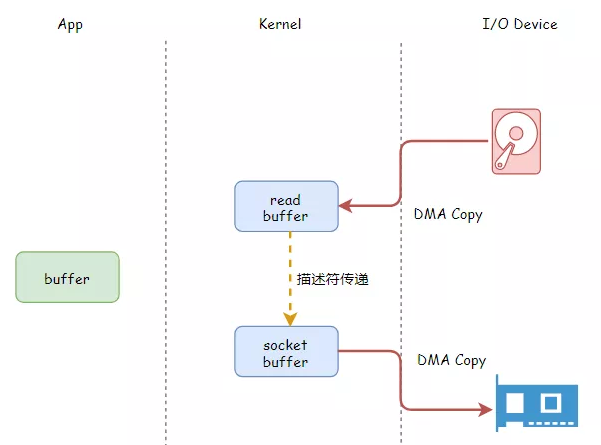 App
Kernel
I/O Device
read
buffer
DMA Copy
buffer
描述符传递
socket
buffer
DMA Copy